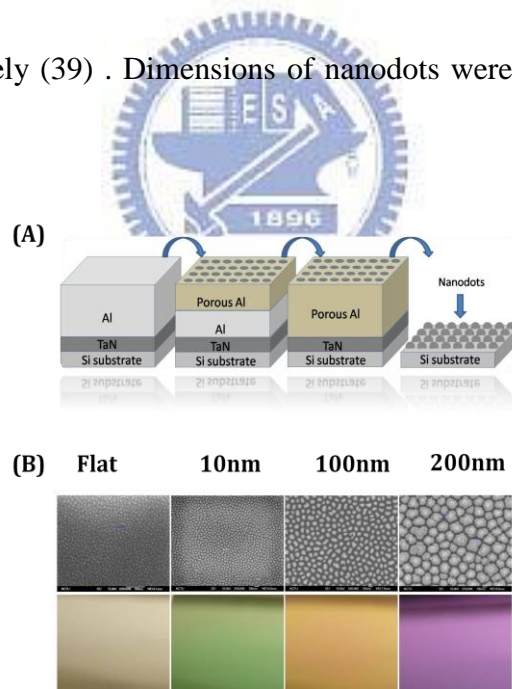 ely (39) . Dimensions of nanodots were
E S A
1896
(A)
Nanodots
Porous Al
Al
Al
Porous Al
TaN
TaN
TaN
Si substrate
Si substrate
Si substrate
Si substrate
(B) Flat 10nm 100nm 200nm